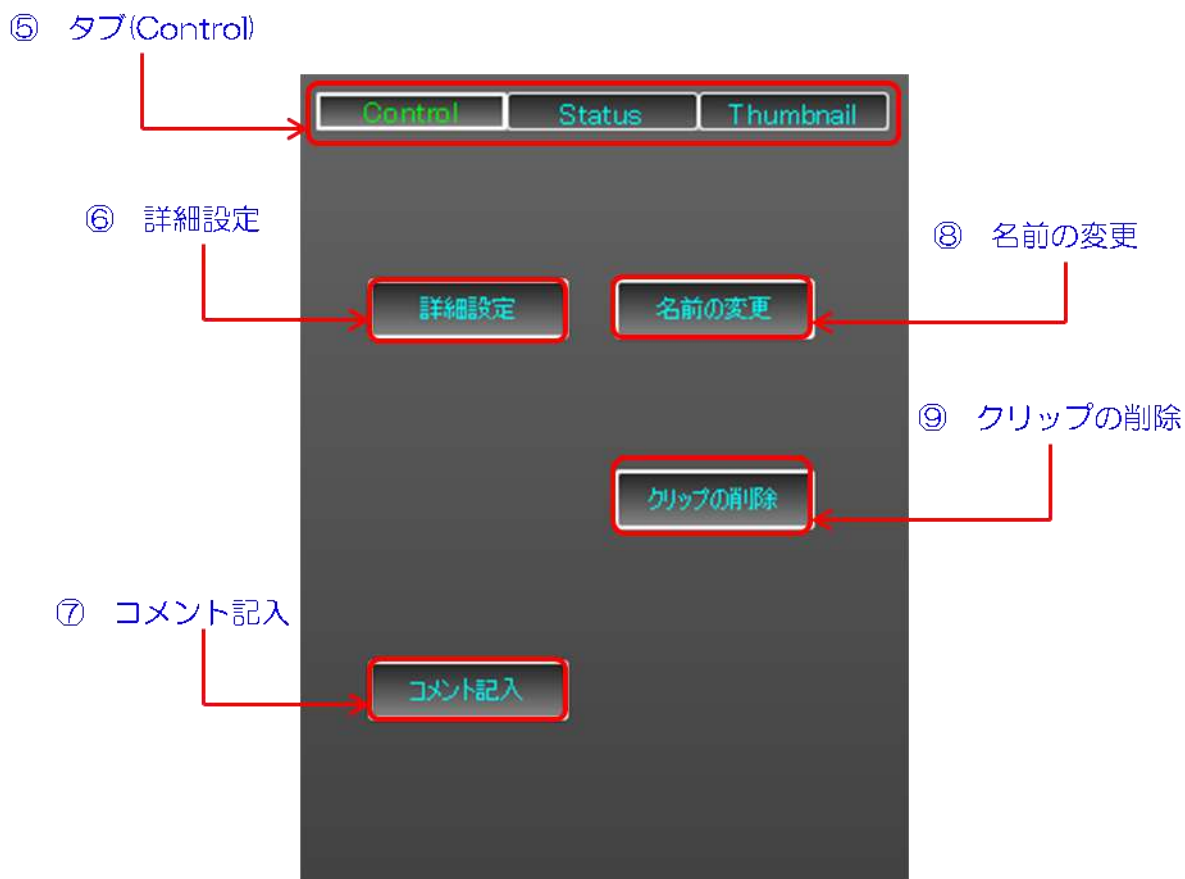 ⑤ タブ(Control)
Control Status Thumbnail
⑥ 詳細設定
⑧ 名前の変更
詳細設定 名前の変更
⑨ クリップの削除
クリップの削除
⑦ コメント記入
コメント記入